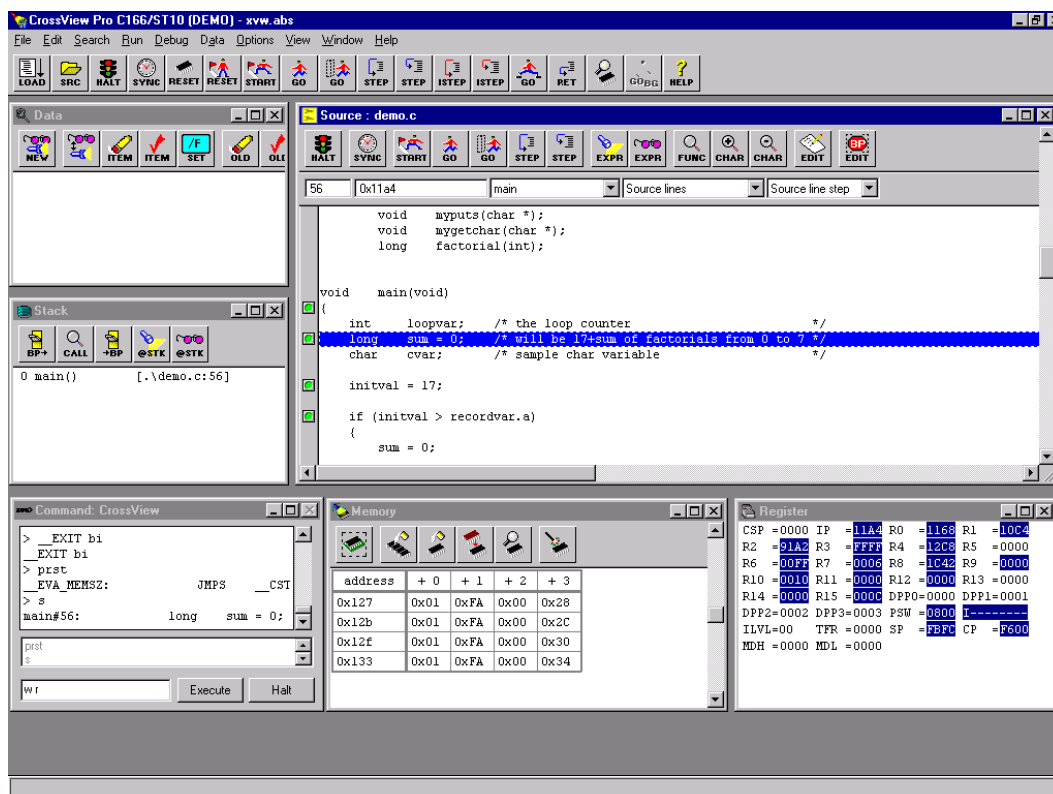 CrossView Pro C166/ST10 (DEMO) - xvw.abs
File Edit Search Run Debug Data Options View Window Help
LOAD SRC HALT SYNC RESET RESET START GO GO STEP STEP ISTEP ISTEP GO RET GOBG HELP
Data
NEW ITEM ITEM /F SET OLD OLD
Source : demo.c
HALT SYNC START GO GO STEP STEP EXPR EXPR FUNC CHAR CHAR EDIT BP EDIT
56 0x11a4 main Source lines Source line step
void myputs(char *);
void mygetchar(char *);
long factorial(int);
void main(void)
{
int loopvar; /* the loop counter */
long sum = 0; /* will be 17+sum of factorials from 0 to 7 */
char cvar; /* sample char variable */
initval = 17;
if (initval > recordvar.a)
{
sum = 0;
Stack
BP→ CALL →BP @STK @STK
0 main() [.\demo.c:56]
Command: CrossView
> __EXIT bi
__EXIT bi
> prst
__EVA_MEMSZ: JMPS __CST
> s
main#56: long sum = 0;
prst
s
w r Execute Halt
Memory
address + 0 + 1 + 2 + 3
0x127 0x01 0xFA 0x00 0x28
0x12b 0x01 0xFA 0x00 0x2C
0x12f 0x01 0xFA 0x00 0x30
0x133 0x01 0xFA 0x00 0x34
Register
CSP =0000 IP =11A4 R0 =1168 R1 =10C4
R2 =91A2 R3 =FFFF R4 =12C8 R5 =0000
R6 =00FF R7 =0006 R8 =1C42 R9 =0000
R10 =0010 R11 =0000 R12 =0000 R13 =0000
R14 =0000 R15 =000C DPP0=0000 DPP1=0001
DPP2=0002 DPP3=0003 PSW =0800 I--------
ILVL=00 TFR =0000 SP =FBFC CP =F600
MDH =0000 MDL =0000